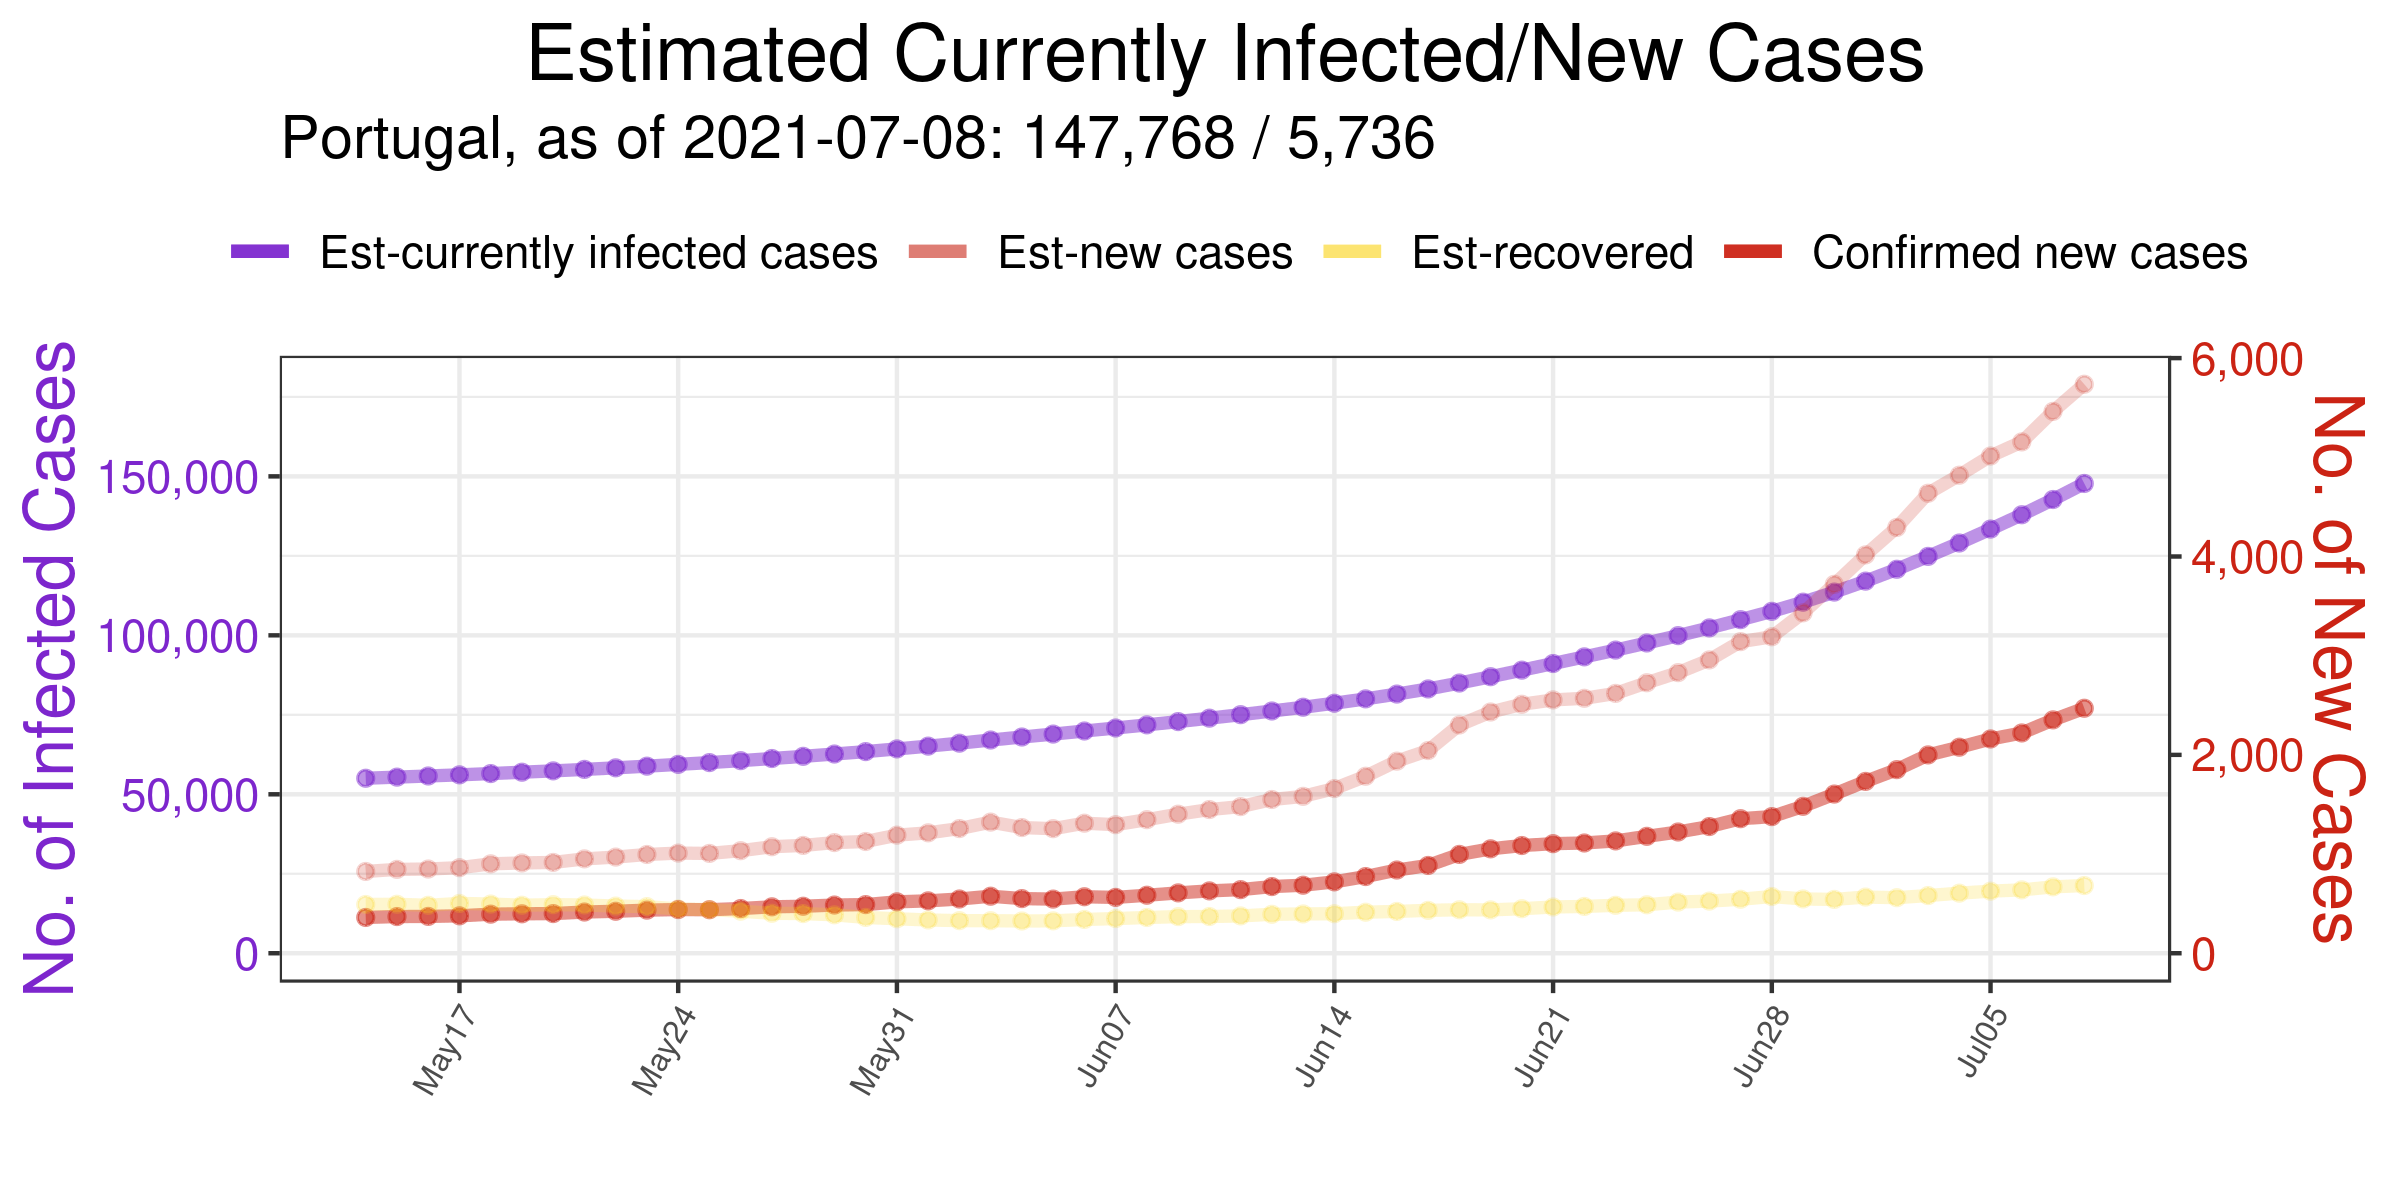 Estimated Currently Infected/New Cases
Portugal, as of 2021-07-08: 147,768 / 5,736
Est-currently infected cases
Est-new cases
Est-recovered
Confirmed new cases
No. of Infected Cases
150,000
100,000
50,000
0
6,000
4,000
2,000
0
No. of New Cases
May17
May24
May31
Jun07
Jun14
Jun21
Jun28
Jul05